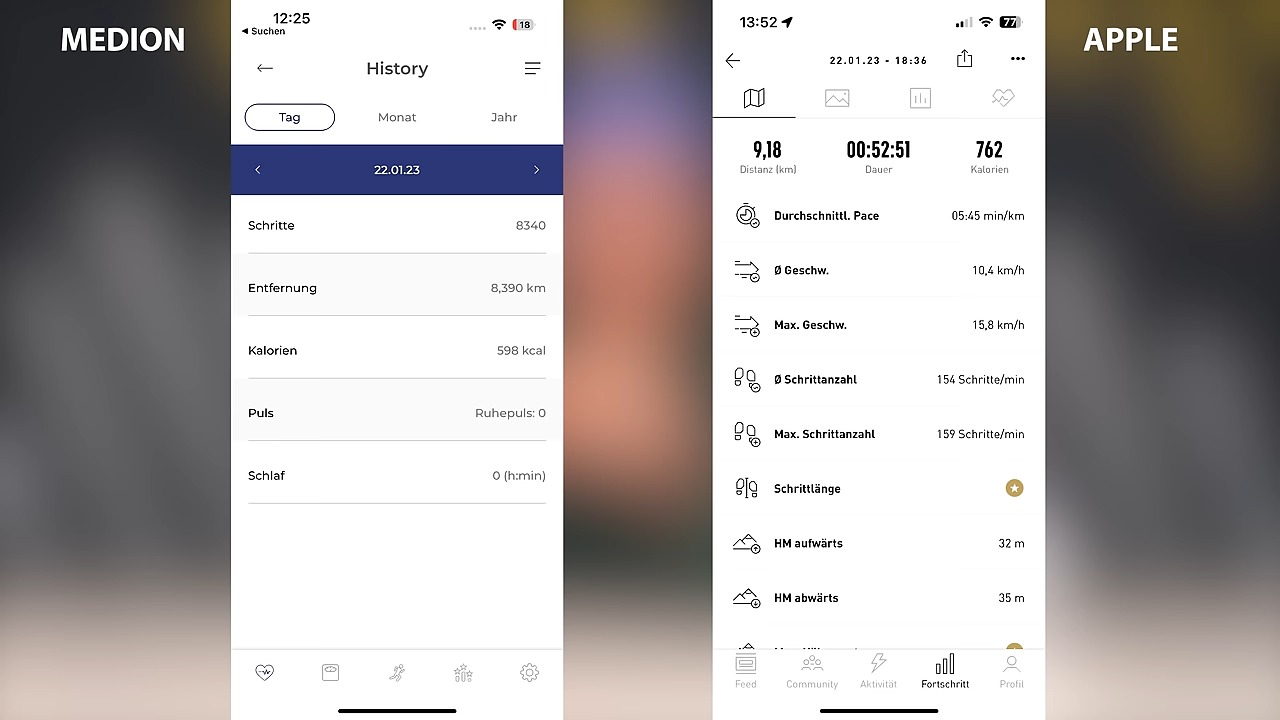 MEDION
12:25
Suchen
18
History
Tag
Monat
Jahr
22.01.23
Schritte 8340
Entfernung 8,390 km
Kalorien 598 kcal
Puls Ruhepuls: 0
Schlaf 0 (h:min)
APPLE
13:52
77
22.01.23 - 18:36
9,18 00:52:51 762
Distanz (km) Dauer Kalorien
Durchschnittl. Pace 05:45 min/km
Ø Geschw. 10,4 km/h
Max. Geschw. 15,8 km/h
Ø Schrittanzahl 154 Schritte/min
Max. Schrittanzahl 159 Schritte/min
Schrittlänge
HM aufwärts 32 m
HM abwärts 35 m
Feed Community Aktivität Fortschritt Profil